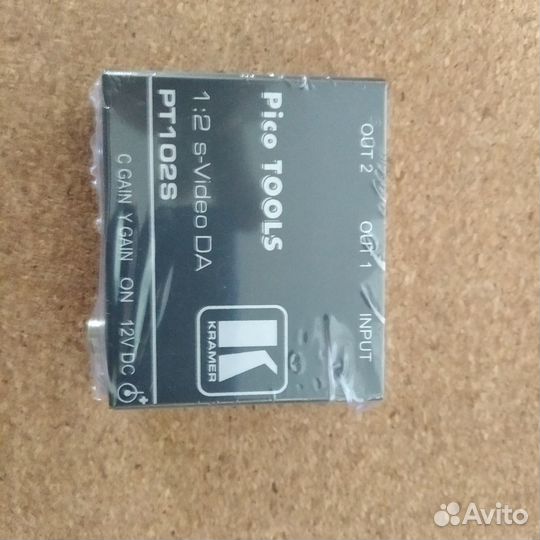 OUT 2 OUT 1 INPUT
Pico TOOLS
KRAMER
1:2 s-Video DA
PT102S
C GAIN Y GAIN ON 12V DC
+
Avito